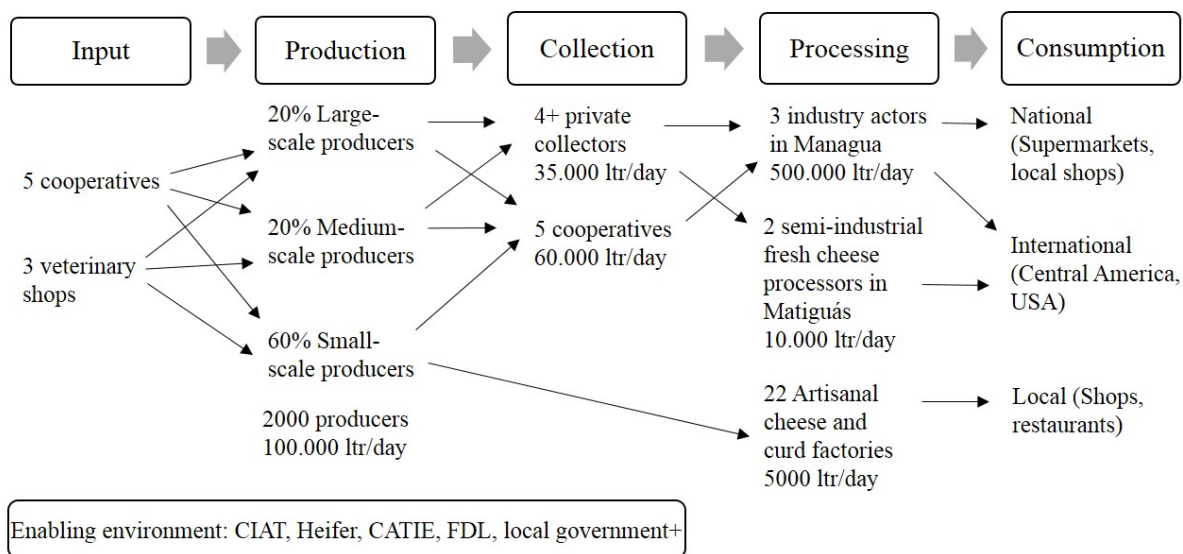 Input
Production
Collection
Processing
Consumption
5 cooperatives
3 veterinary
shops
20% Large-
scale producers
20% Medium-
scale producers
60% Small-
scale producers
2000 producers
100.000 ltr/day
4+ private
collectors
35.000 ltr/day
5 cooperatives
60.000 ltr/day
3 industry actors
in Managua
500.000 ltr/day
2 semi-industrial
fresh cheese
processors in
Matiguás
10.000 ltr/day
22 Artisanal
cheese and
curd factories
5000 ltr/day
National
(Supermarkets,
local shops)
International
(Central America,
USA)
Local (Shops,
restaurants)
Enabling environment: CIAT, Heifer, CATIE, FDL, local government+